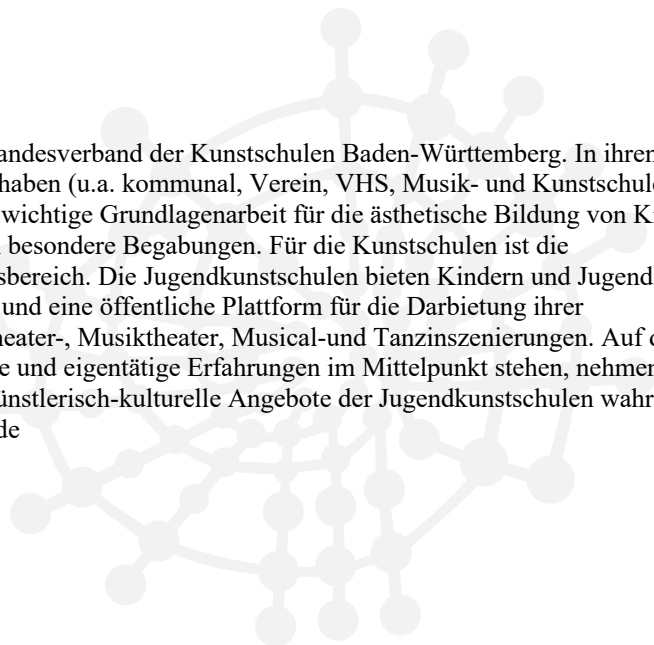 andesverband der Kunstschulen Baden-Württemberg. In ihren
haben (u.a. kommunal, Verein, VHS, Musik- und Kunstschule
wichtige Grundlagenarbeit für die ästhetische Bildung von K
besondere Begabungen. Für die Kunstschulen ist die
sbereich. Die Jugendkunstschulen bieten Kindern und Jugend
und eine öffentliche Plattform für die Darbietung ihrer
heater-, Musiktheater, Musical-und Tanzinszenierungen. Auf d
e und eigentätige Erfahrungen im Mittelpunkt stehen, nehmen
ünstlerisch-kulturelle Angebote der Jugendkunstschulen wahr
de